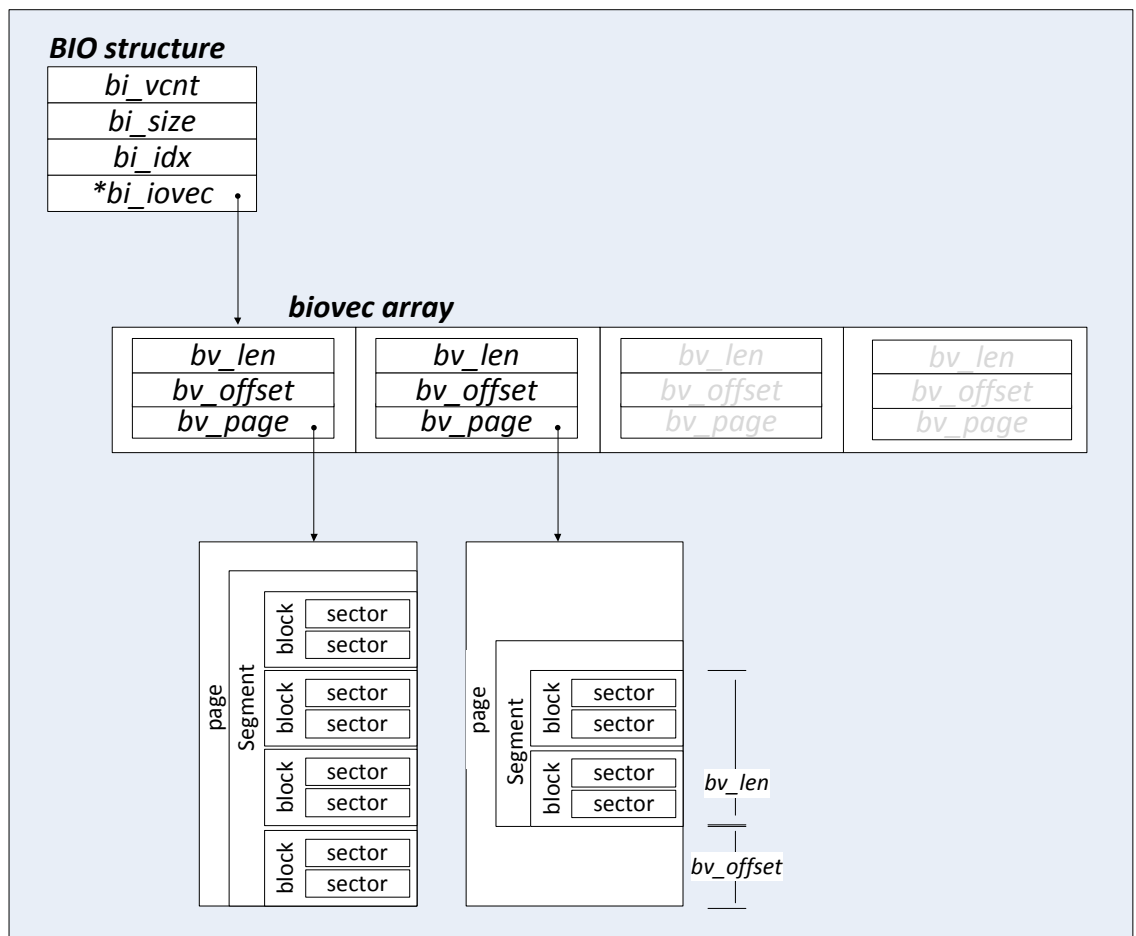 BIO structure
bi_vcnt
bi_size
bi_idx
*bi_iovec
biovec array
bv_len
bv_offset
bv_page
bv_len
bv_offset
bv_page
bv_len
bv_offset
bv_page
bv_len
bv_offset
bv_page
page
Segment
block
sector
sector
block
sector
sector
block
sector
sector
block
sector
sector
page
Segment
block
sector
sector
block
sector
sector
bv_len
bv_offset